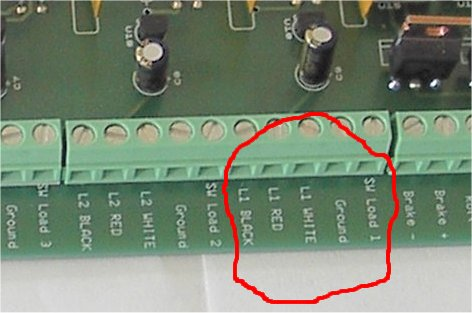 Ground
SW Load 3
L2 BLACK
L2 RED
L2 WHITE
Ground
SW Load 2
L1 BLACK
L1 RED
L1 WHITE
Ground
SW Load 1
Brake -
Brake +